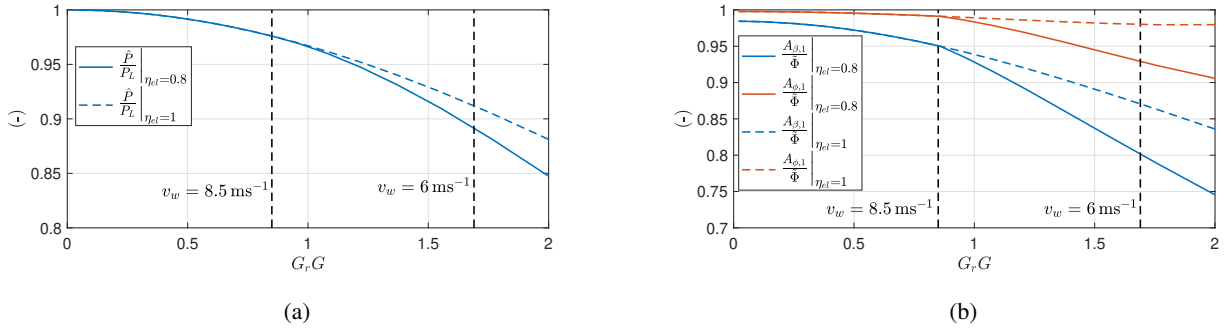 1
0.95
0.9
0.85
0.8
(-)
P̂/P_L|η_el=0.8
P̂/P_L|η_el=1
v_w = 8.5 ms⁻¹
v_w = 6 ms⁻¹
0 0.5 1 1.5 2
G_rG
(a)
1
0.95
0.9
0.85
0.8
0.75
0.7
(-)
A_β,1/Φ̃|η_el=0.8
A_ϕ,1/Φ̃|η_el=0.8
A_β,1/Φ̃|η_el=1
A_ϕ,1/Φ̃|η_el=1
v_w = 8.5 ms⁻¹
v_w = 6 ms⁻¹
0 0.5 1 1.5 2
G_rG
(b)